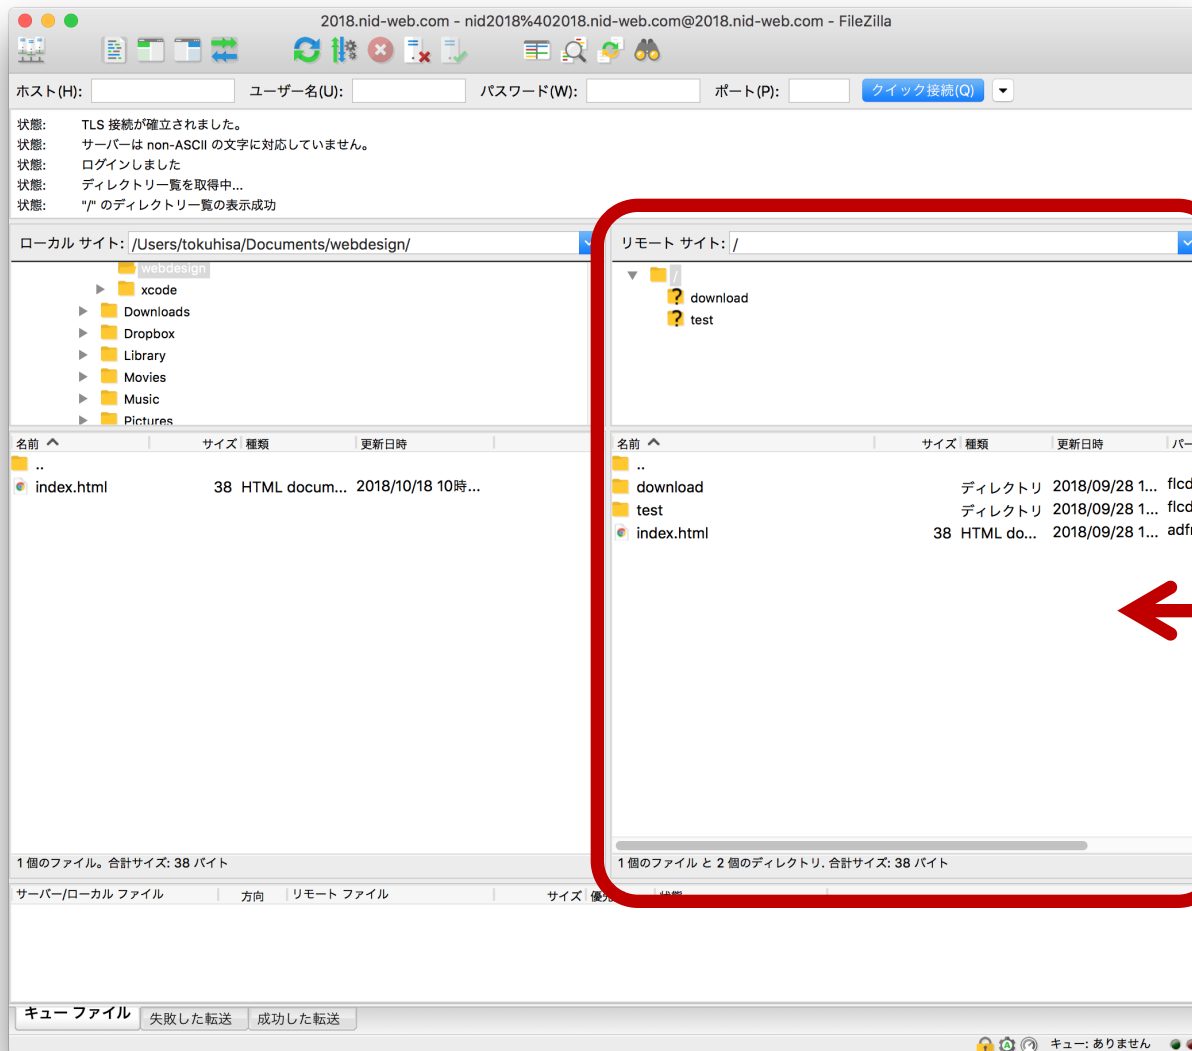 2018.nid-web.com - nid2018%402018.nid-web.com@2018.nid-web.com - FileZilla
ホスト(H): ユーザー名(U): パスワード(W): ポート(P): クイック接続(Q)
状態: TLS 接続が確立されました。
状態: サーバーは non-ASCII の文字に対応していません。
状態: ログインしました
状態: ディレクトリ一覧を取得中...
状態: "/" のディレクトリ一覧の表示成功
ローカル サイト: /Users/tokuhisa/Documents/webdesign/
webdesign
xcode
Downloads
Dropbox
Library
Movies
Music
Pictures
名前 サイズ 種類 更新日時
..
index.html 38 HTML docum... 2018/10/18 10時...
1 個のファイル。合計サイズ: 38 バイト
リモート サイト: /
/
download
test
名前 サイズ 種類 更新日時 パー
..
download ディレクトリ 2018/09/28 1... flcd
test ディレクトリ 2018/09/28 1... flcd
index.html 38 HTML do... 2018/09/28 1... adfr
1 個のファイル と 2 個のディレクトリ. 合計サイズ: 38 バイト
サーバー/ローカル ファイル 方向 リモート ファイル サイズ 優先 状態
キュー ファイル 失敗した転送 成功した転送
キュー: ありません